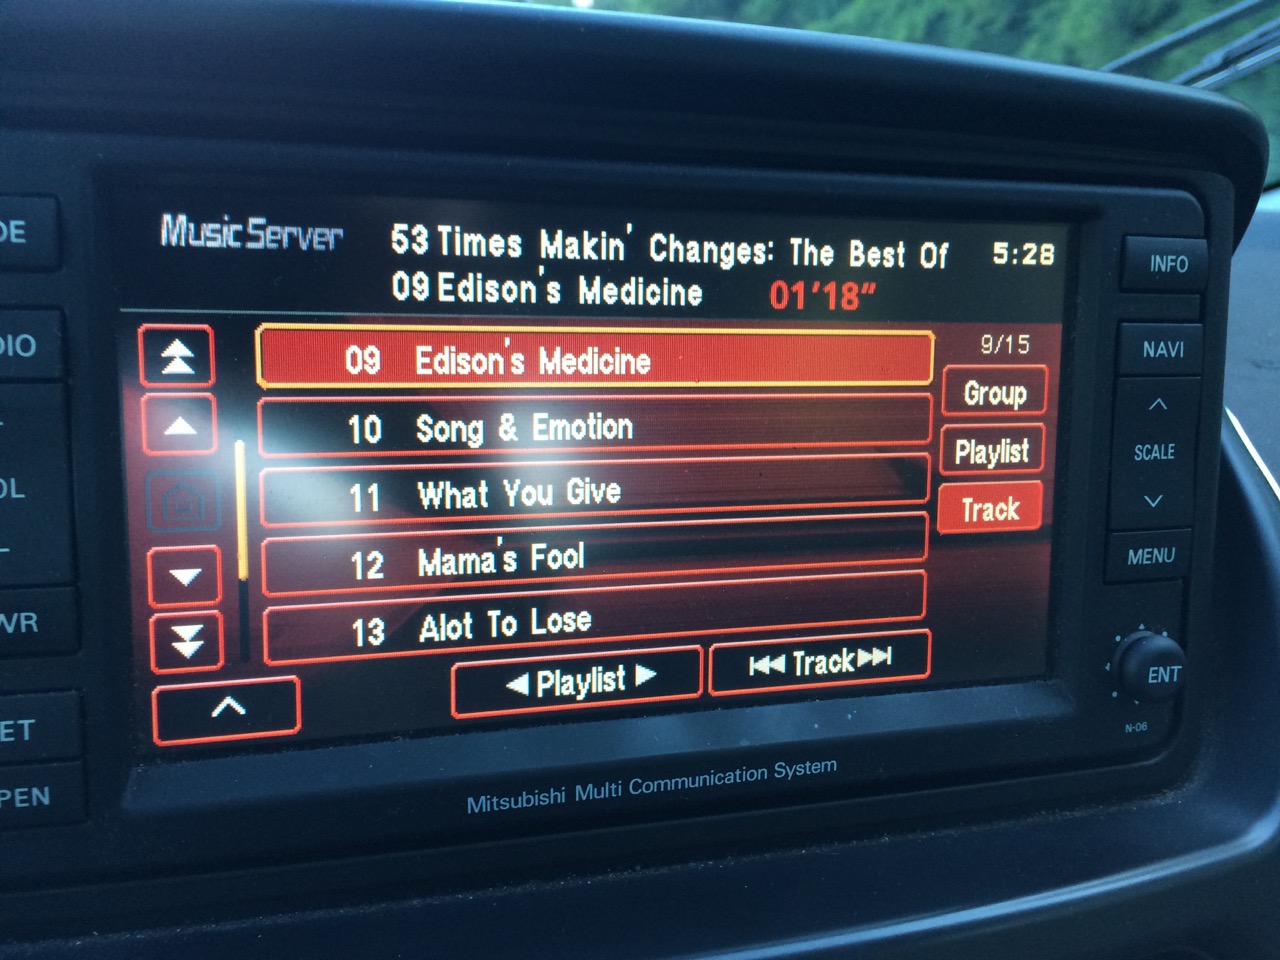 MusicServer
53 Times Makin' Changes: The Best Of
5:28
09 Edison's Medicine 01'18"
9/15
09 Edison's Medicine
10 Song & Emotion
11 What You Give
12 Mama's Fool
13 Alot To Lose
Group
Playlist
Track
◀ Playlist ▶
⏮ Track ⏭
Mitsubishi Multi Communication System
DE
DIO
OL
WR
ET
PEN
INFO
NAVI
SCALE
MENU
ENT
N-06